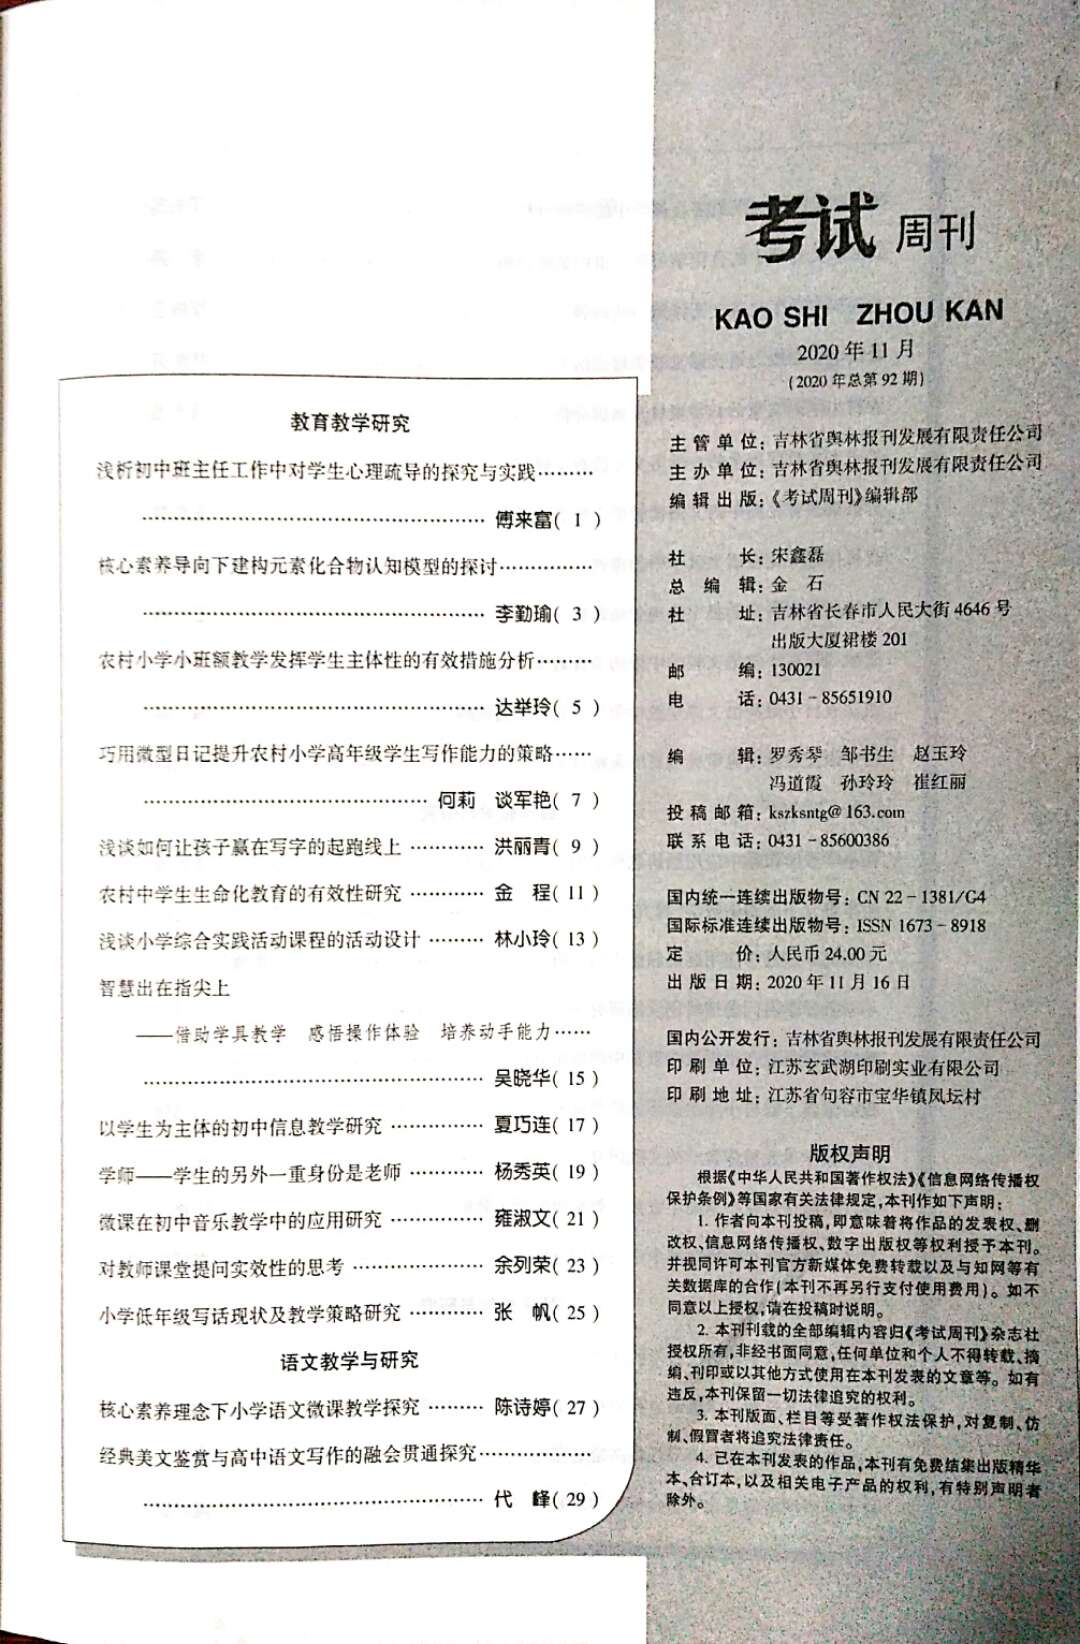 教育教学研究
浅析初中班主任工作中对学生心理疏导的探究与实践………
………………………………………… 傅来富( 1 )
核心素养导向下建构元素化合物认知模型的探讨……………
………………………………………… 李勤瑜( 3 )
农村小学小班额教学发挥学生主体性的有效措施分析………
………………………………………… 达举玲( 5 )
巧用微型日记提升农村小学高年级学生写作能力的策略……
………………………………… 何莉　谈军艳( 7 )
浅谈如何让孩子赢在写字的起跑线上 ………… 洪丽青( 9 )
农村中学生生命化教育的有效性研究 ………… 金　程( 11 )
浅谈小学综合实践活动课程的活动设计 ……… 林小玲( 13 )
智慧出在指尖上
——借助学具教学　感悟操作体验　培养动手能力……
………………………………………… 吴晓华( 15 )
以学生为主体的初中信息教学研究 …………… 夏巧连( 17 )
学师——学生的另外一重身份是老师 ………… 杨秀英( 19 )
微课在初中音乐教学中的应用研究 …………… 雍淑文( 21 )
对教师课堂提问实效性的思考 ………………… 余列荣( 23 )
小学低年级写话现状及教学策略研究 ………… 张　帆( 25 )
语文教学与研究
核心素养理念下小学语文微课教学探究 ……… 陈诗婷( 27 )
经典美文鉴赏与高中语文写作的融会贯通探究……………
………………………………………… 代　峰( 29 )
考试周刊
KAO SHI　ZHOU KAN
2020 年 11 月
(2020 年总第 92 期)
主管单位: 吉林省舆林报刊发展有限责任公司
主办单位: 吉林省舆林报刊发展有限责任公司
编辑出版:《考试周刊》编辑部
社　　长: 宋鑫磊
总 编 辑: 金　石
社　　址: 吉林省长春市人民大街 4646 号
出版大厦裙楼 201
邮　　编: 130021
电　　话: 0431-85651910
编　　辑: 罗秀琴　邹书生　赵玉玲
冯道霞　孙玲玲　崔红丽
投稿邮箱: kszksntg@163.com
联系电话: 0431-85600386
国内统一连续出版物号: CN 22-1381/G4
国际标准连续出版物号: ISSN 1673-8918
定　　价: 人民币 24.00 元
出版日期: 2020 年 11 月 16 日
国内公开发行: 吉林省舆林报刊发展有限责任公司
印刷单位: 江苏玄武湖印刷实业有限公司
印刷地址: 江苏省句容市宝华镇凤坛村
版权声明
根据《中华人民共和国著作权法》《信息网络传播权
保护条例》等国家有关法律规定,本刊作如下声明:
1. 作者向本刊投稿,即意味着将作品的发表权、删
改权、信息网络传播权、数字出版权等权利授予本刊。
并视同许可本刊官方新媒体免费转载以及与知网等有
关数据库的合作(本刊不再另行支付使用费用)。如不
同意以上授权,请在投稿时说明。
2. 本刊刊载的全部编辑内容归《考试周刊》杂志社
授权所有,非经书面同意,任何单位和个人不得转载、摘
编、刊印或以其他方式使用在本刊发表的文章等。如有
违反,本刊保留一切法律追究的权利。
3. 本刊版面、栏目等受著作权法保护,对复制、仿
制、假冒者将追究法律责任。
4. 已在本刊发表的作品,本刊有免费结集出版精华
本、合订本,以及相关电子产品的权利,有特别声明者
除外。